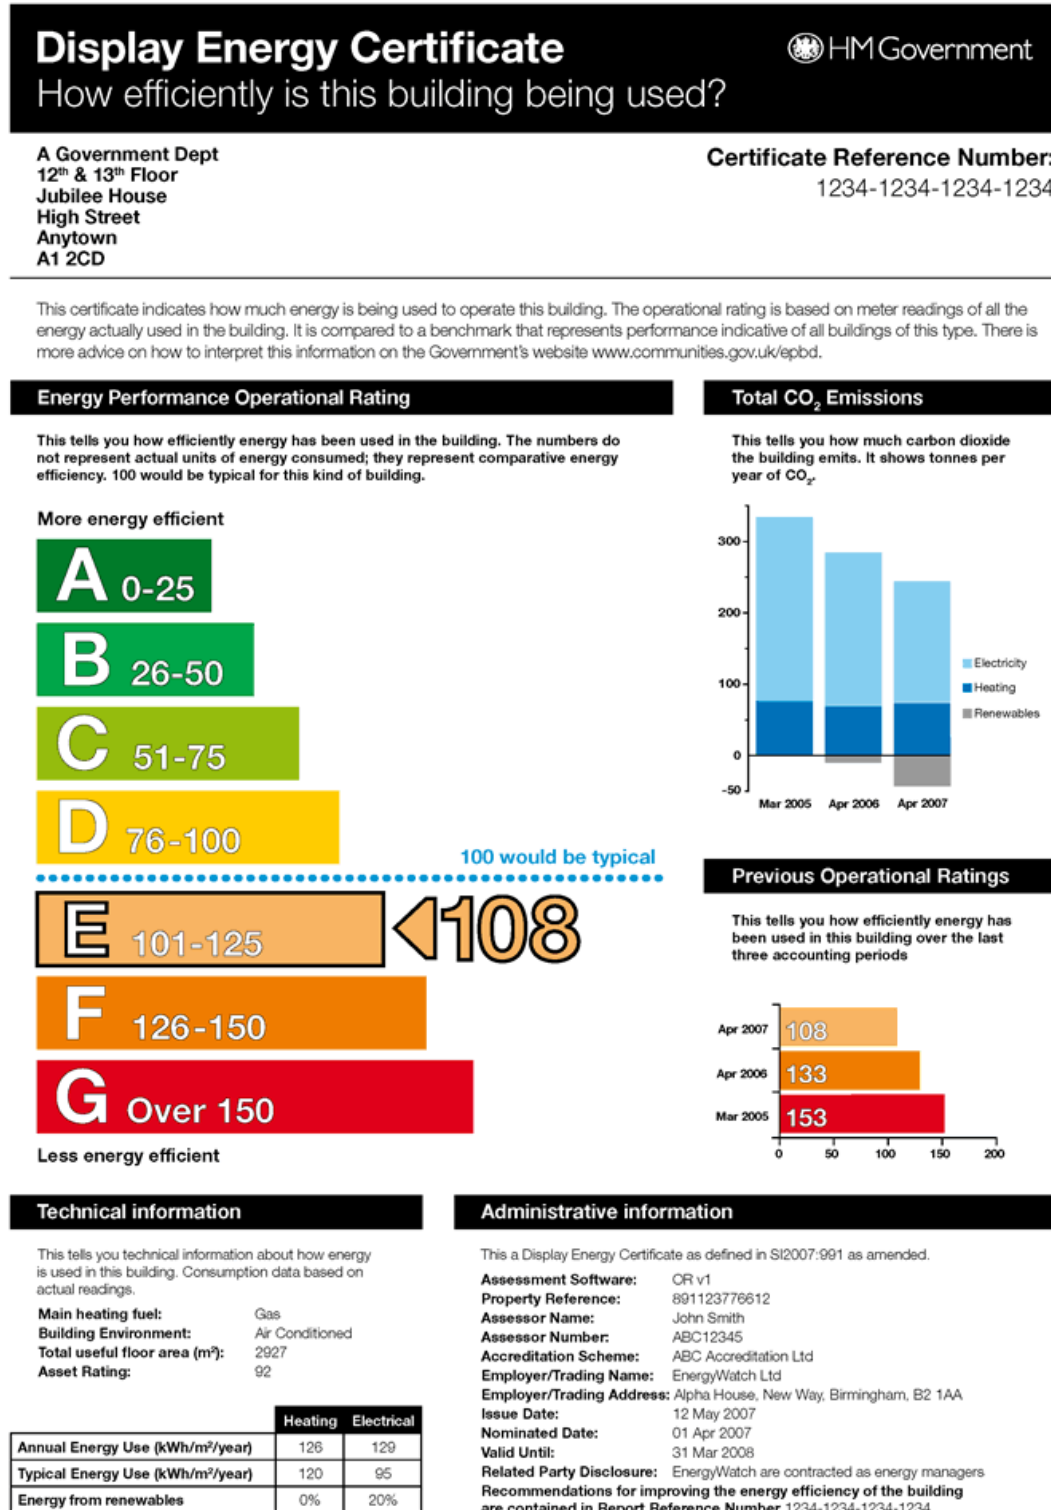 Display Energy Certificate
HM Government
How efficiently is this building being used?
A Government Dept
12th & 13th Floor
Jubilee House
High Street
Anytown
A1 2CD
Certificate Reference Number:
1234-1234-1234-1234
This certificate indicates how much energy is being used to operate this building. The operational rating is based on meter readings of all the
energy actually used in the building. It is compared to a benchmark that represents performance indicative of all buildings of this type. There is
more advice on how to interpret this information on the Government's website www.communities.gov.uk/epbd.
Energy Performance Operational Rating
This tells you how efficiently energy has been used in the building. The numbers do
not represent actual units of energy consumed; they represent comparative energy
efficiency. 100 would be typical for this kind of building.
More energy efficient
A 0-25
B 26-50
C 51-75
D 76-100
100 would be typical
E 101-125
108
F 126-150
G Over 150
Less energy efficient
Total CO2 Emissions
This tells you how much carbon dioxide
the building emits. It shows tonnes per
year of CO2.
300
200
100
0
-50
Mar 2005 Apr 2006 Apr 2007
Electricity
Heating
Renewables
Previous Operational Ratings
This tells you how efficiently energy has
been used in this building over the last
three accounting periods
Apr 2007 108
Apr 2006 133
Mar 2005 153
0 50 100 150 200
Technical information
This tells you technical information about how energy
is used in this building. Consumption data based on
actual readings.
Main heating fuel: Gas
Building Environment: Air Conditioned
Total useful floor area (m²): 2927
Asset Rating: 92
Heating Electrical
Annual Energy Use (kWh/m²/year) 126 129
Typical Energy Use (kWh/m²/year) 120 95
Energy from renewables 0% 20%
Administrative information
This a Display Energy Certificate as defined in SI2007:991 as amended.
Assessment Software: OR v1
Property Reference: 891123776612
Assessor Name: John Smith
Assessor Number: ABC12345
Accreditation Scheme: ABC Accreditation Ltd
Employer/Trading Name: EnergyWatch Ltd
Employer/Trading Address: Alpha House, New Way, Birmingham, B2 1AA
Issue Date: 12 May 2007
Nominated Date: 01 Apr 2007
Valid Until: 31 Mar 2008
Related Party Disclosure: EnergyWatch are contracted as energy managers
Recommendations for improving the energy efficiency of the building
are contained in Report Reference Number 1234-1234-1234-1234